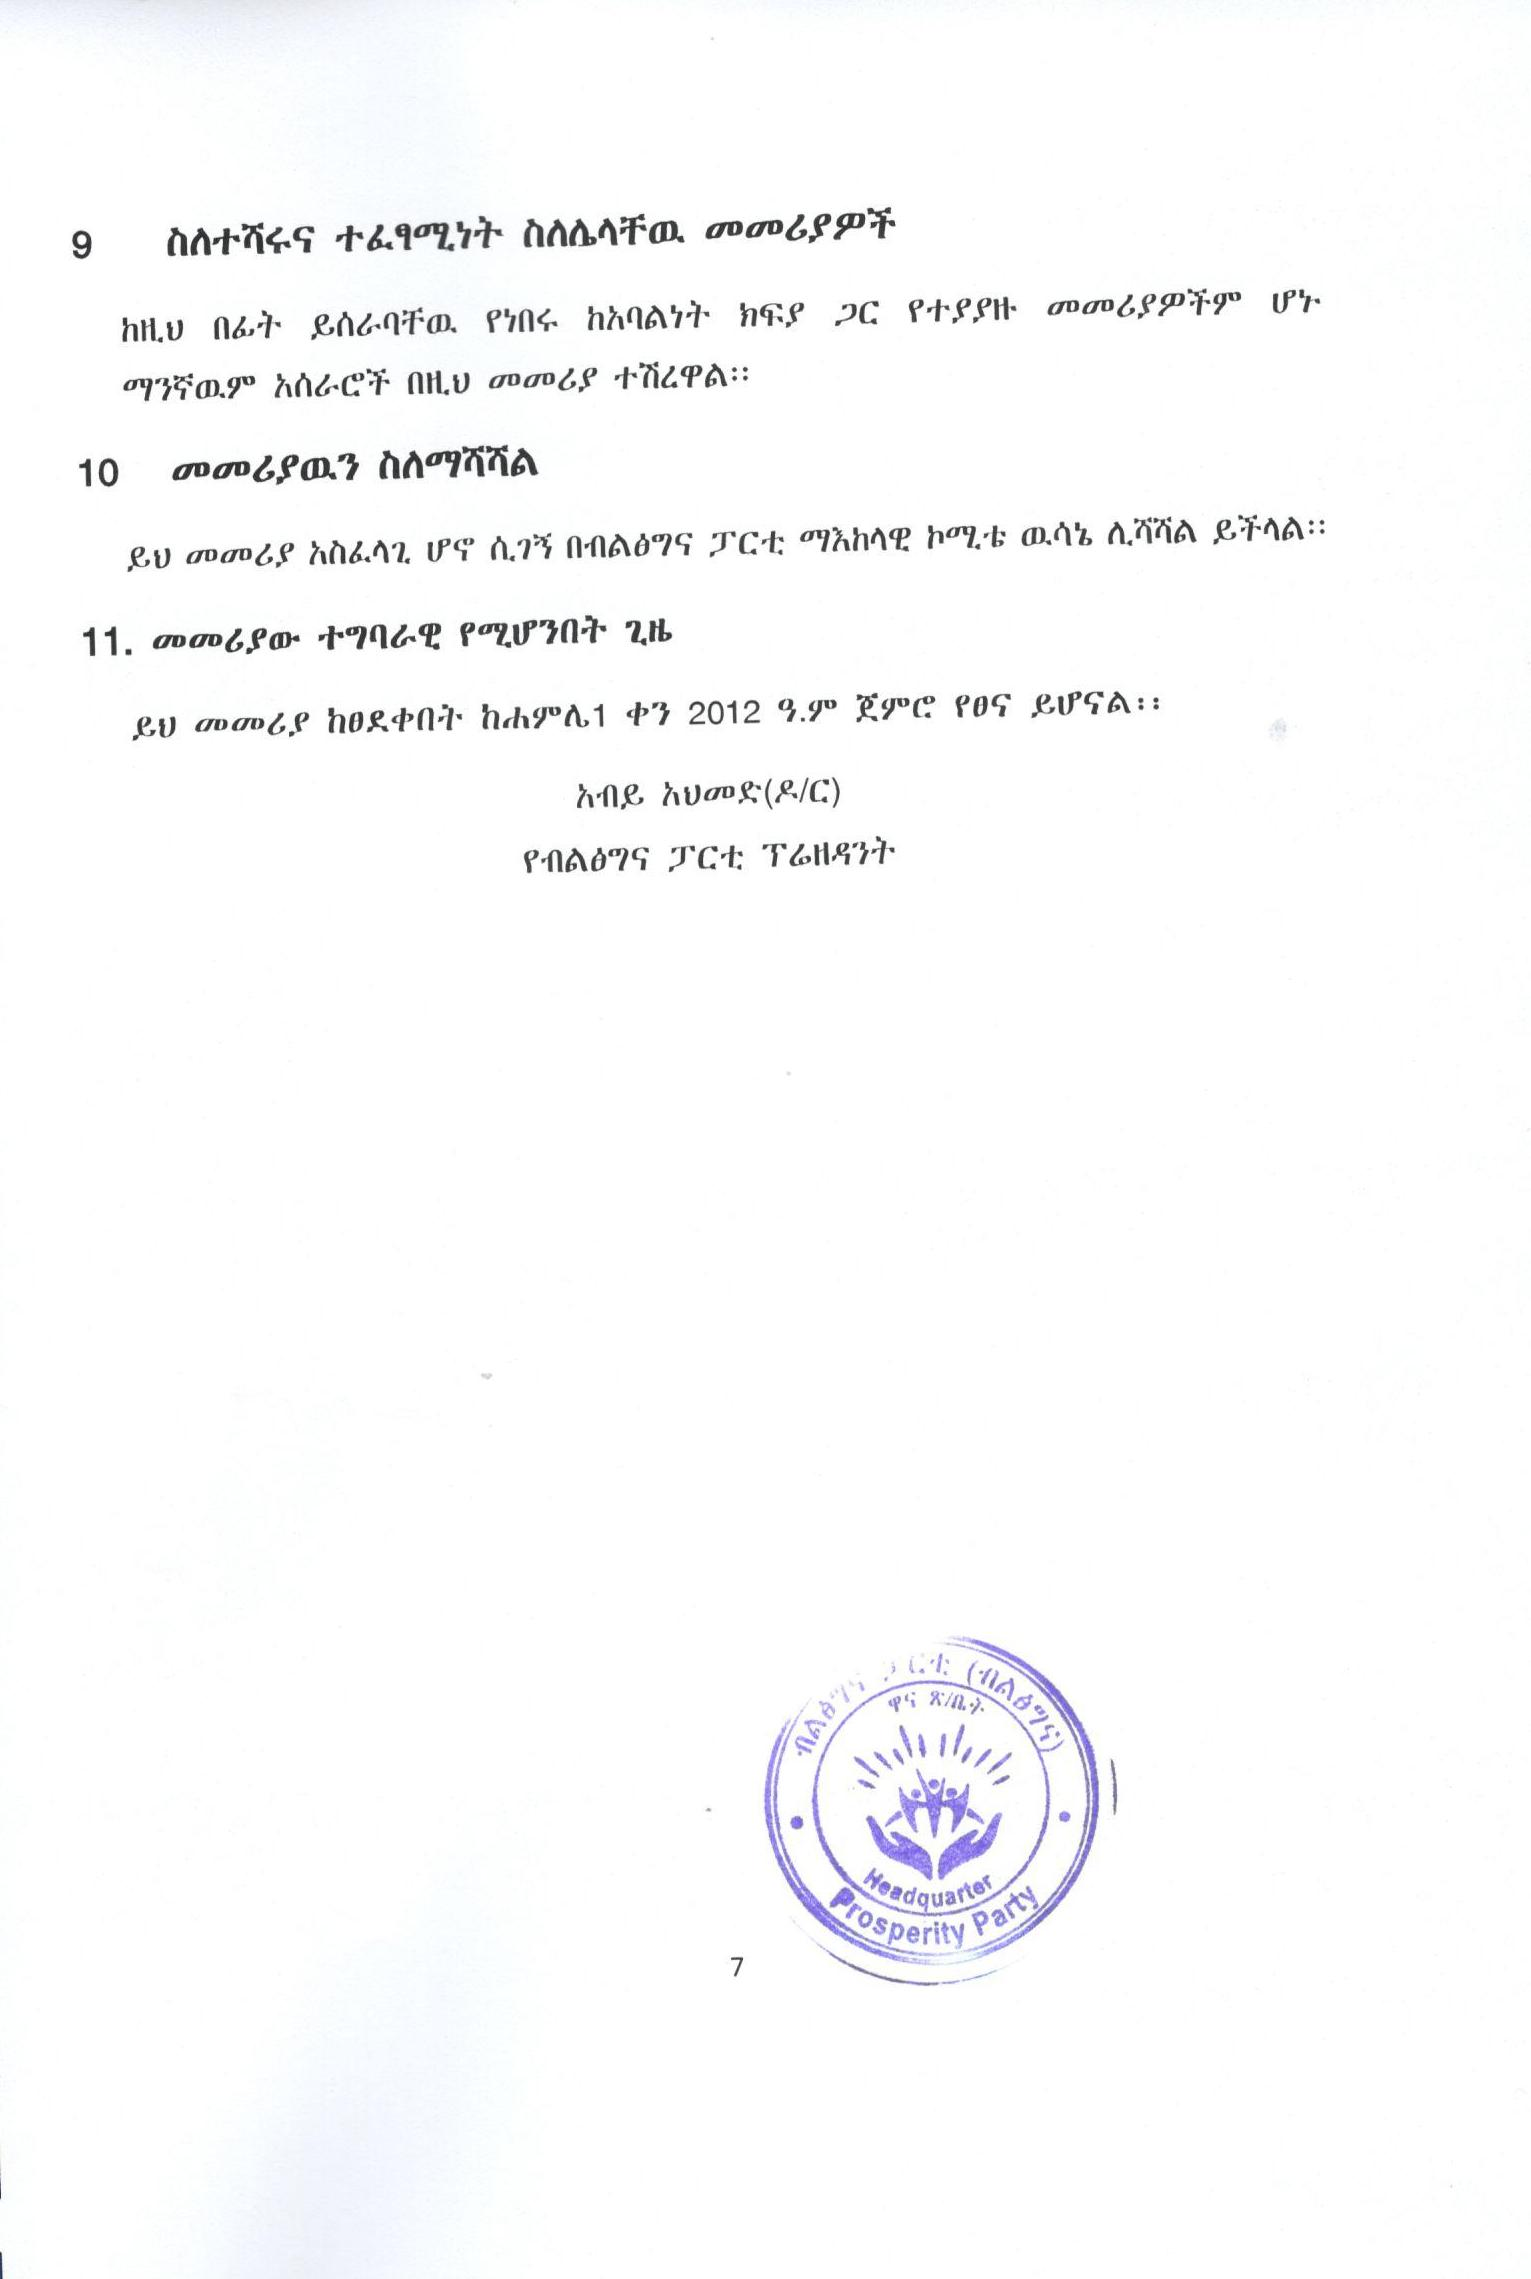 9 ስለተሻሩና ተፈፃሚነት ስለሌላቸዉ መመሪያዎች
ከዚህ በፊት ይሰራባቸዉ የነበሩ ከአባልነት ክፍያ ጋር የተያያዙ መመሪያዎችም ሆኑ
ማንኛዉም አሰራሮች በዚህ መመሪያ ተሽረዋል፡፡
10 መመሪያዉን ስለማሻሻል
ይህ መመሪያ አስፈላጊ ሆኖ ሲገኝ በብልፅግና ፓርቲ ማእከላዊ ኮሚቴ ዉሳኔ ሊሻሻል ይችላል፡፡
11. መመሪያው ተግባራዊ የሚሆንበት ጊዜ
ይህ መመሪያ ከፀደቀበት ከሐምሌ1 ቀን 2012 ዓ.ም ጀምሮ የፀና ይሆናል፡፡
አብይ አህመድ(ዶ/ር)
የብልፅግና ፓርቲ ፕሬዘዳንት
ብልፅግና ፓርቲ (ብልፅግና)
ዋና ጽ/ቤት
Headquarter
Prosperity Party
7